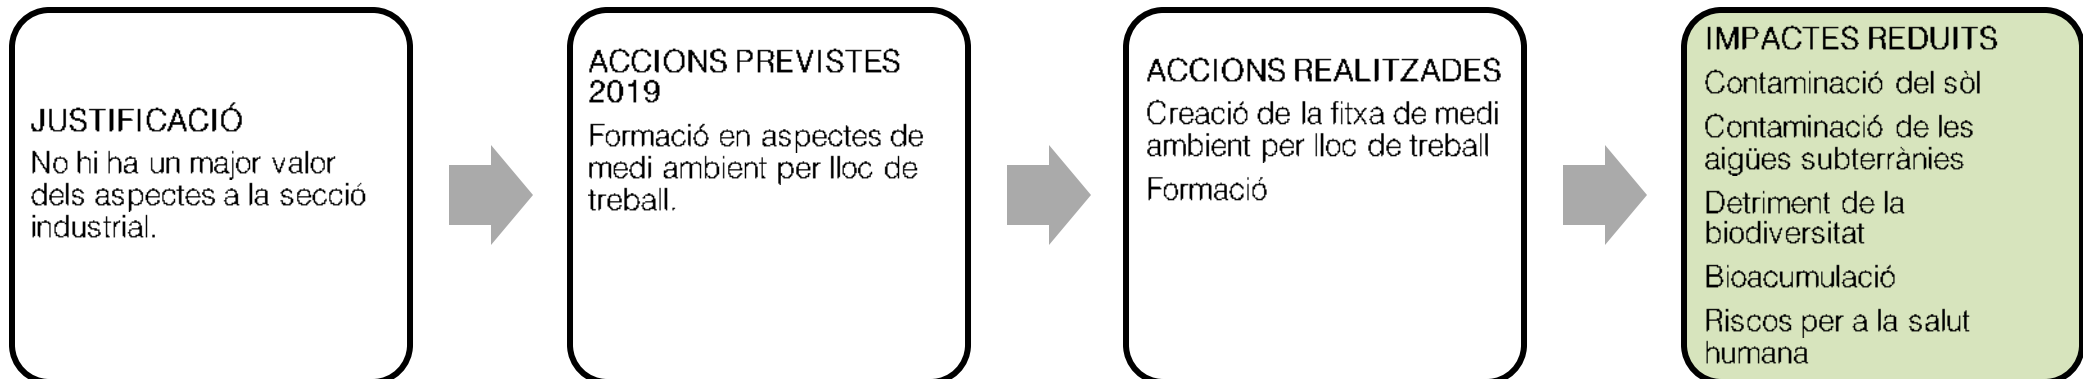 JUSTIFICACIÓ
No hi ha un major valor
dels aspectes a la secció
industrial.
ACCIONS PREVISTES
2019
Formació en aspectes de
medi ambient per lloc de
treball.
ACCIONS REALITZADES
Creació de la fitxa de medi
ambient per lloc de treball
Formació
IMPACTES REDUITS
Contaminació del sòl
Contaminació de les
aigües subterrànies
Detriment de la
biodiversitat
Bioacumulació
Riscos per a la salut
humana